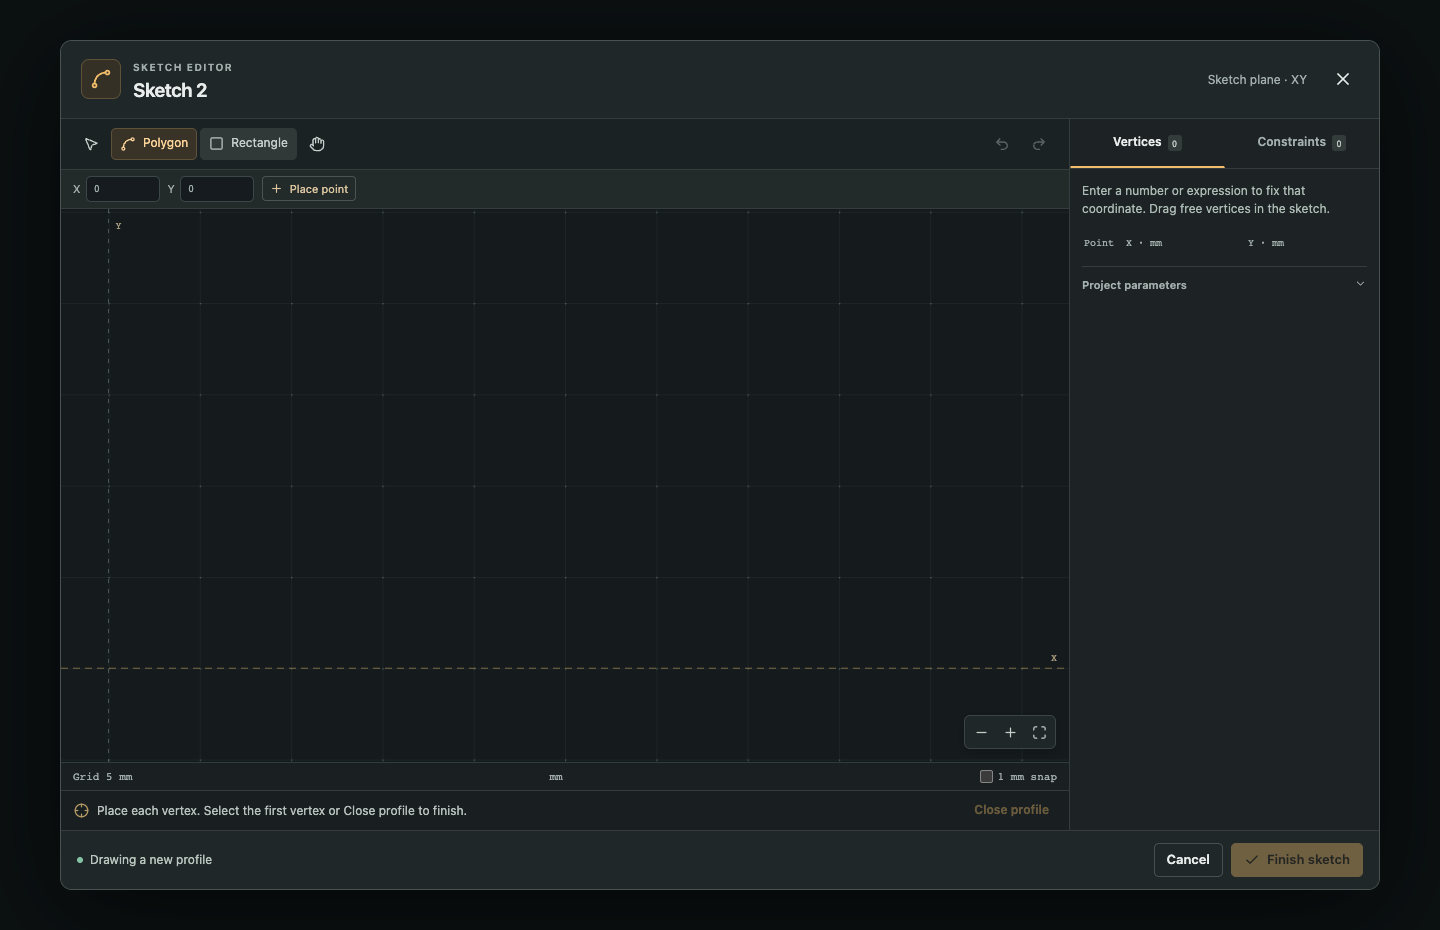 SKETCH EDITOR
Sketch 2
Sketch plane · XY
Polygon
Rectangle
Vertices 0
Constraints 0
X 0 Y 0 Place point
Enter a number or expression to fix that
coordinate. Drag free vertices in the sketch.
Point X · mm Y · mm
Project parameters
Y
X
Grid 5 mm
mm
1 mm snap
Place each vertex. Select the first vertex or Close profile to finish.
Close profile
Drawing a new profile
Cancel
Finish sketch